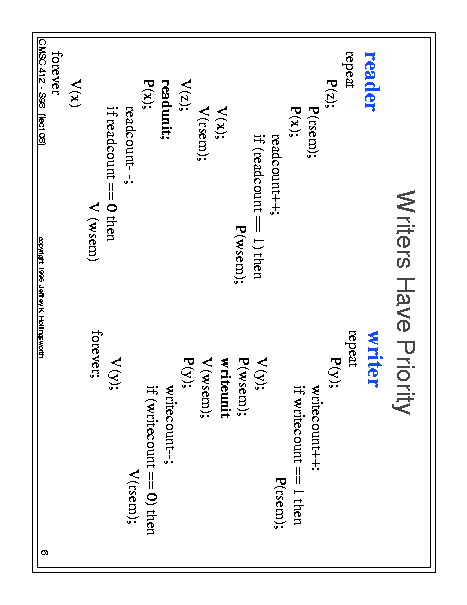 Writers Have Priority
reader
repeat
P(z);
P(rsem);
P(x);
readcount++;
if (readcount == 1) then
P(wsem);
V(x);
V(rsem);
V(z);
readunit;
P(x);
readcount- -;
if readcount == 0 then
V (wsem)
V(x)
forever
writer
repeat
P(y);
writecount++;
if writecount == 1 then
P(rsem);
V(y);
P(wsem);
writeunit
V(wsem);
P(y);
writecount--;
if (writecount == 0) then
V(rsem);
V(y);
forever;
CMSC 412 - S96 (lect 08)
copyright 1996 Jeffrey K. Hollingsworth
6